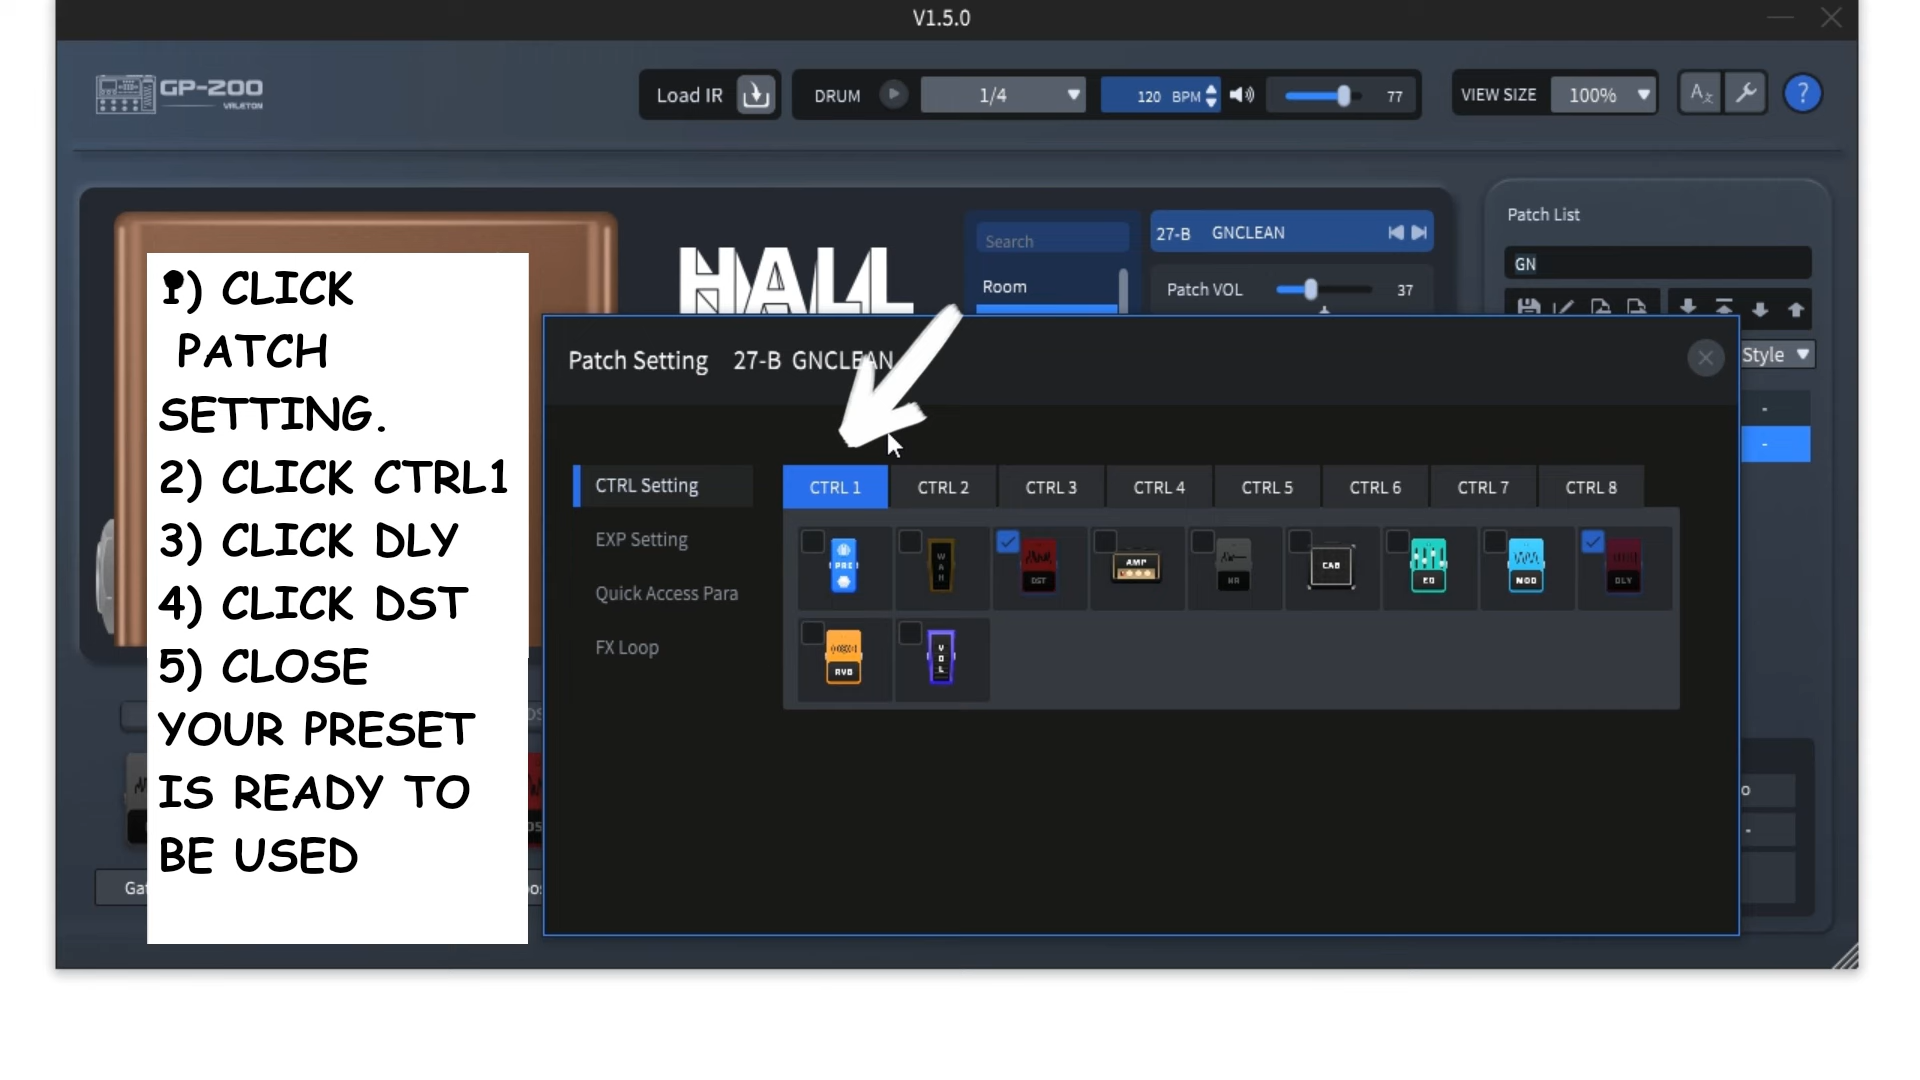 V1.5.0
GP-200
VALETON
Load IR
DRUM
1/4
120 BPM
77
VIEW SIZE
100%
?
HALL
Search
Room
27-B GNCLEAN
Patch VOL
37
Patch List
GN
Style
-
-
1) CLICK
PATCH
SETTING.
2) CLICK CTRL1
3) CLICK DLY
4) CLICK DST
5) CLOSE
YOUR PRESET
IS READY TO
BE USED
Patch Setting 27-B GNCLEAN
CTRL Setting
EXP Setting
Quick Access Para
FX Loop
CTRL 1
CTRL 2
CTRL 3
CTRL 4
CTRL 5
CTRL 6
CTRL 7
CTRL 8
PRE
WAH
DST
AMP
NR
CAB
EQ
MOD
DLY
RVB
VOL